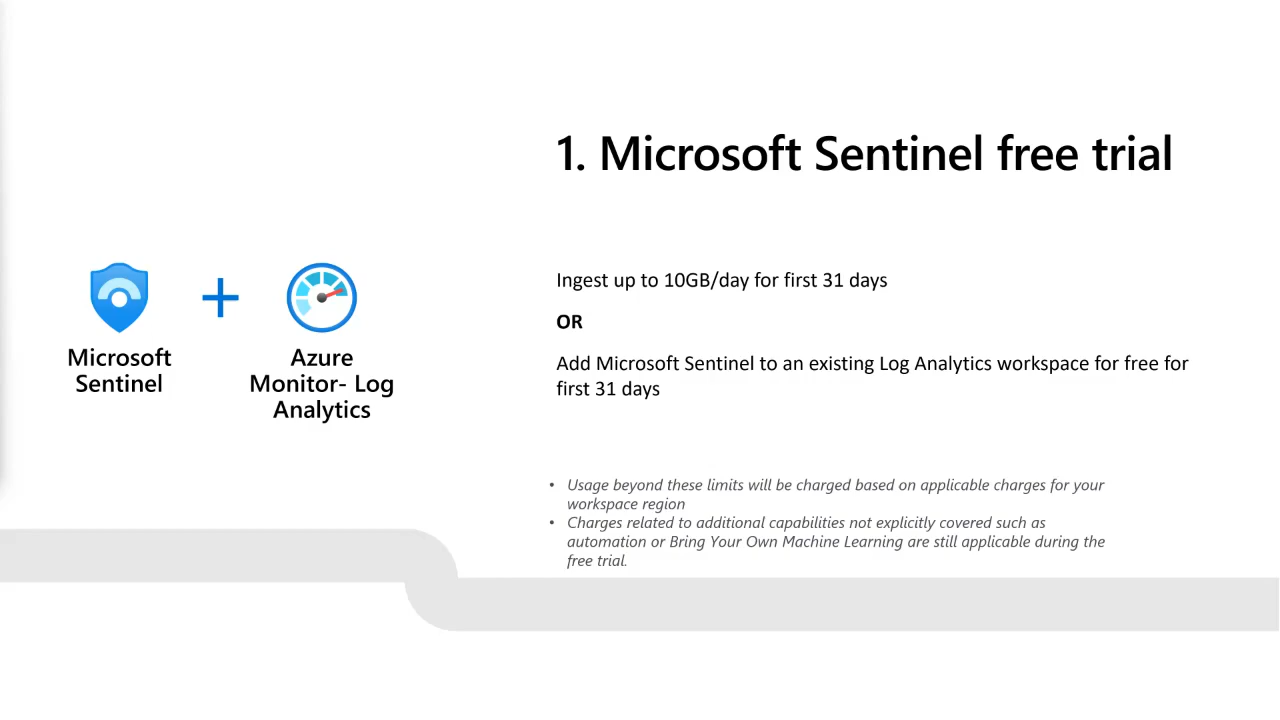 1. Microsoft Sentinel free trial
Microsoft
Sentinel
Azure
Monitor- Log
Analytics
Ingest up to 10GB/day for first 31 days
OR
Add Microsoft Sentinel to an existing Log Analytics workspace for free for
first 31 days
• Usage beyond these limits will be charged based on applicable charges for your
workspace region
• Charges related to additional capabilities not explicitly covered such as
automation or Bring Your Own Machine Learning are still applicable during the
free trial.